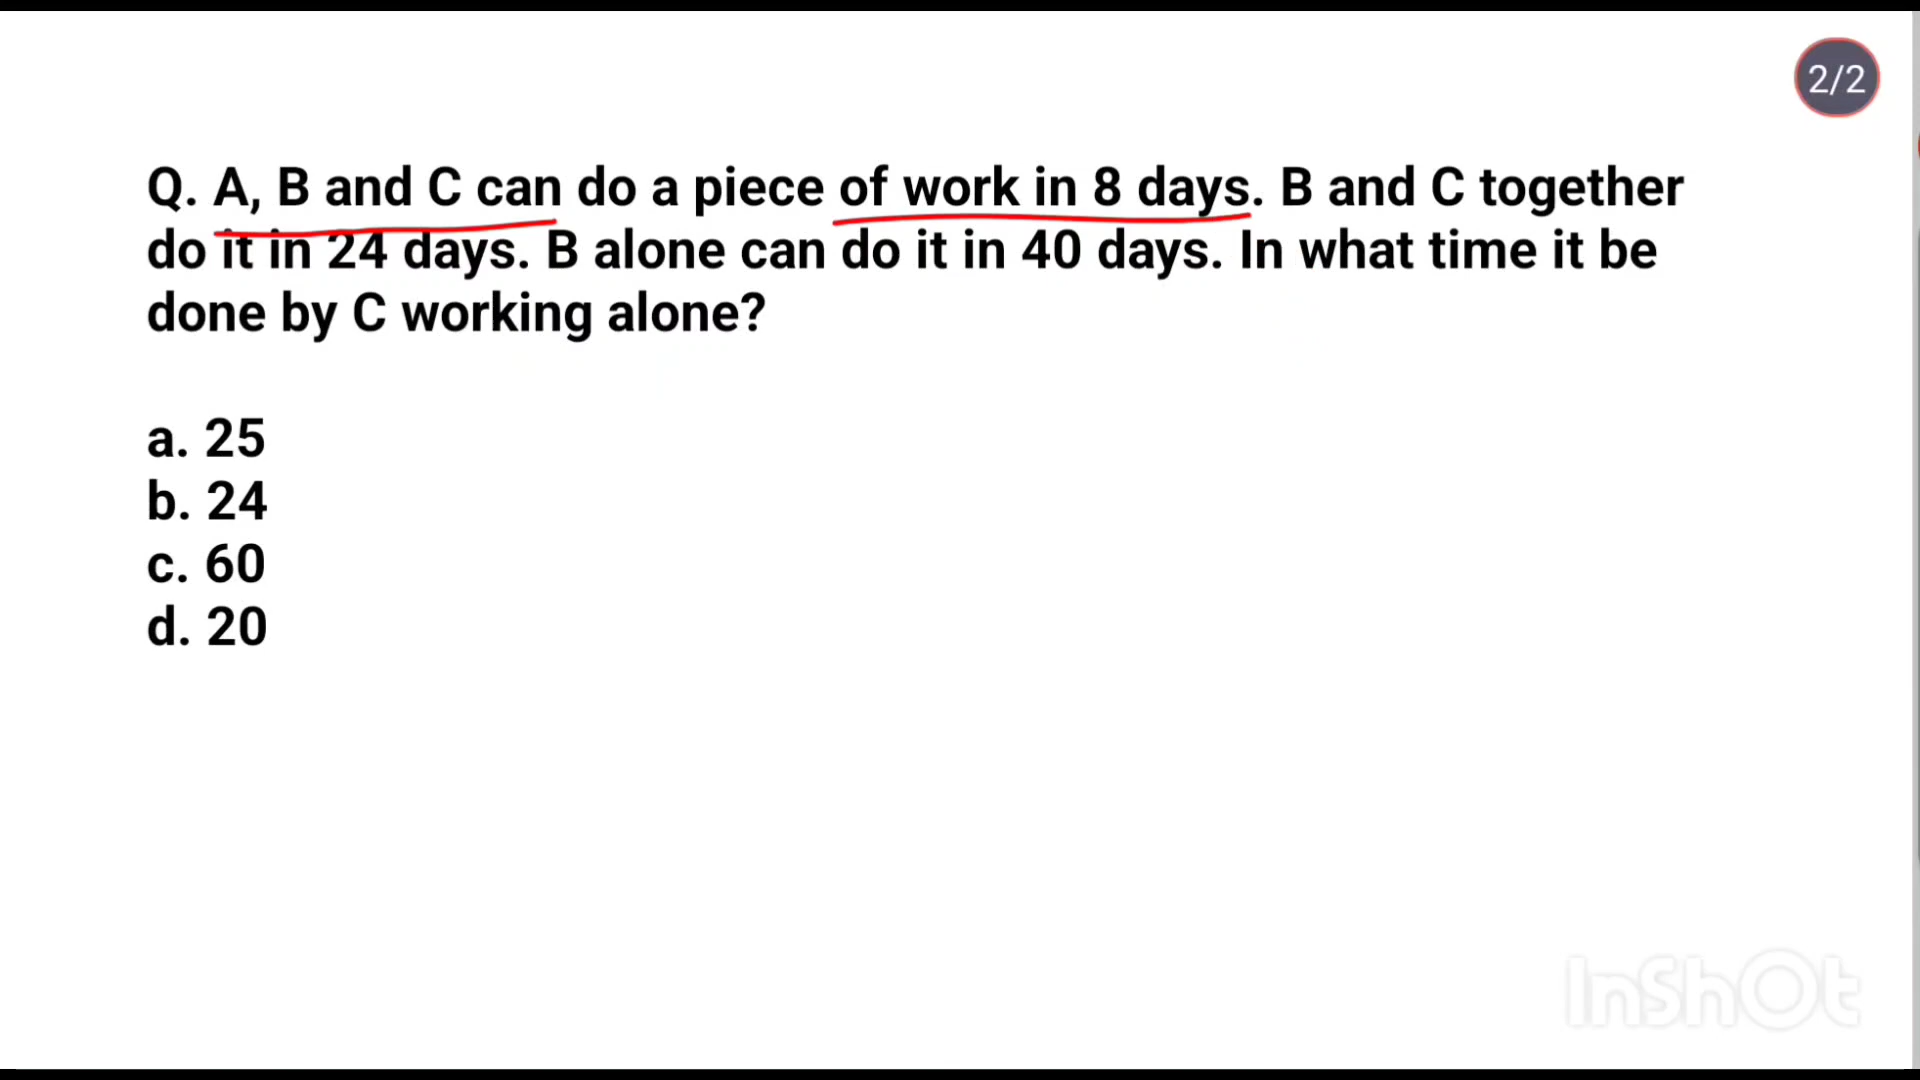 2/2
Q. A, B and C can do a piece of work in 8 days. B and C together
do it in 24 days. B alone can do it in 40 days. In what time it be
done by C working alone?
a. 25
b. 24
c. 60
d. 20
InShOt